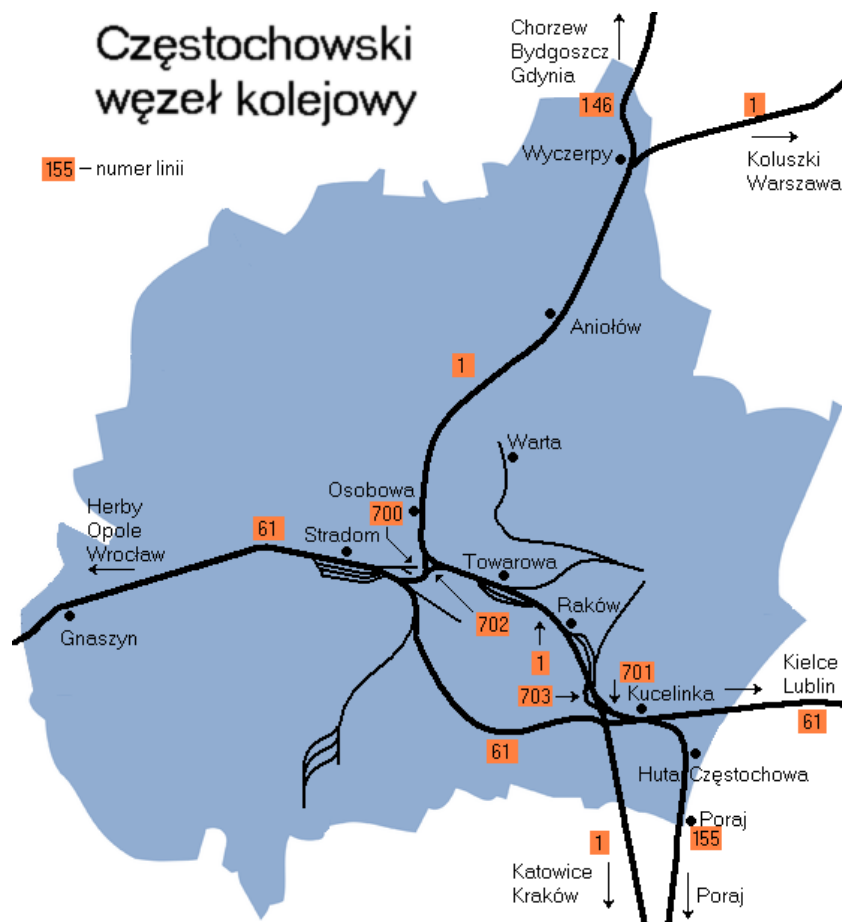 Częstochowski
węzeł kolejowy
155 – numer linii
Chorzew
Bydgoszcz
Gdynia
146
1
Wyczerpy
Koluszki
Warszawa
Aniołów
1
Warta
Osobowa
700
Herby
Opole
Wrocław
61
Stradom
Towarowa
Gnaszyn
702
Raków
1
701
703
Kucelinka
Kielce
Lublin
61
61
Huta Częstochowa
Poraj
155
1
Katowice
Kraków
Poraj